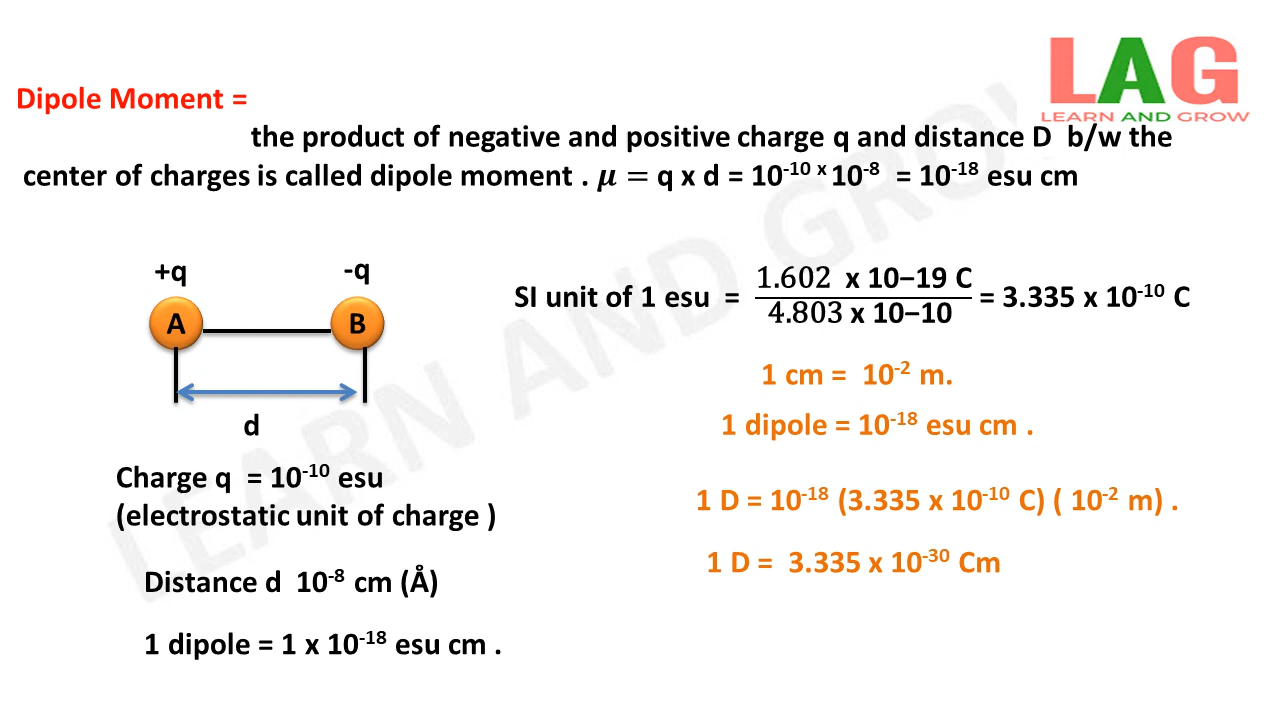 LAG
LEARN AND GROW
Dipole Moment =
the product of negative and positive charge q and distance D b/w the
center of charges is called dipole moment . 𝝁 = q x d = 10⁻¹⁰ ˣ 10⁻⁸ = 10⁻¹⁸ esu cm
+q
-q
A
B
d
Charge q = 10⁻¹⁰ esu
(electrostatic unit of charge )
Distance d 10⁻⁸ cm (Å)
1 dipole = 1 x 10⁻¹⁸ esu cm .
SI unit of 1 esu = 1.602 x 10−19 C / 4.803 x 10−10 = 3.335 x 10⁻¹⁰ C
1 cm = 10⁻² m.
1 dipole = 10⁻¹⁸ esu cm .
1 D = 10⁻¹⁸ (3.335 x 10⁻¹⁰ C) ( 10⁻² m) .
1 D = 3.335 x 10⁻³⁰ Cm
LEARN AND GROW